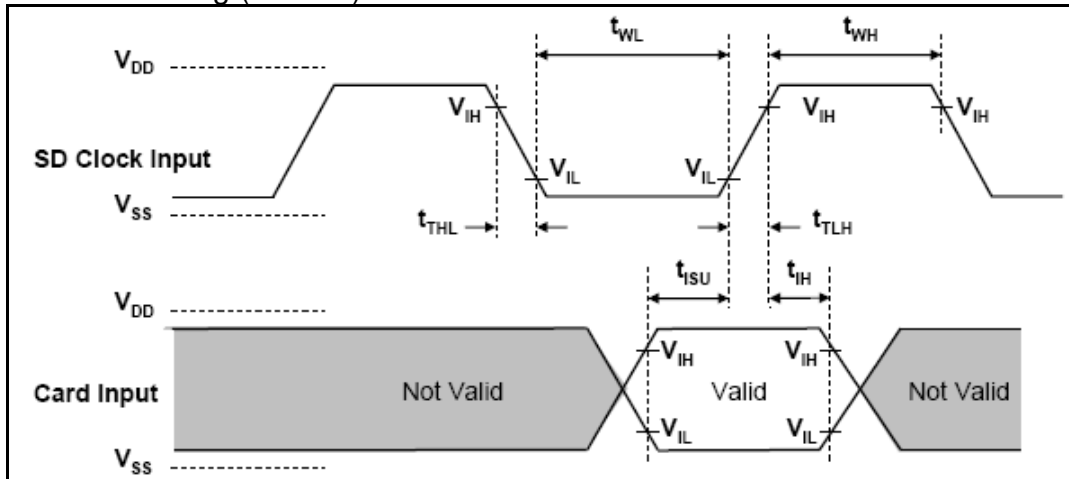 t_WL
t_WH
V_DD
V_IH
V_IH
V_IH
SD Clock Input
V_IL
V_IL
V_SS
t_THL
t_TLH
t_ISU
t_IH
V_DD
V_IH
V_IH
Card Input
Not Valid
Valid
Not Valid
V_IL
V_IL
V_SS